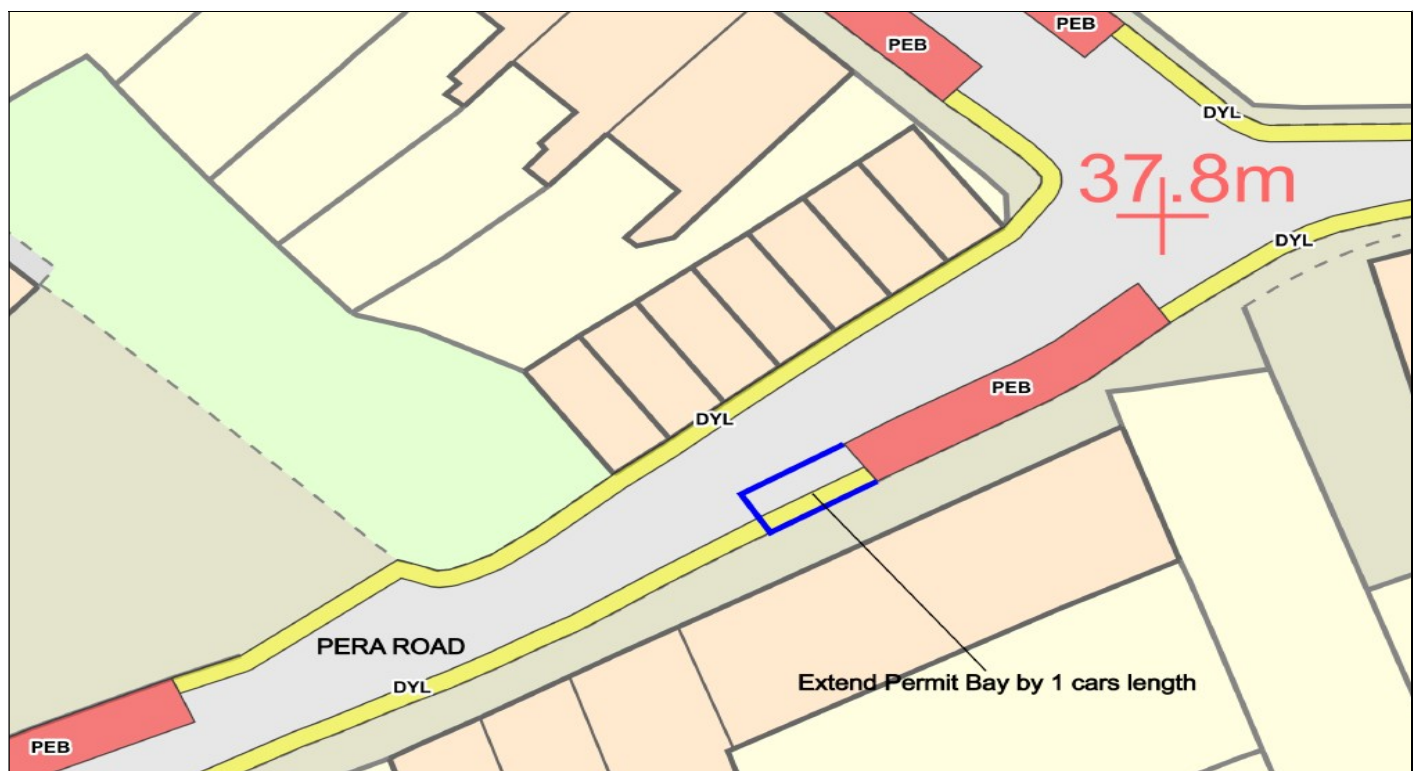 PEB
PEB
DYL
37.8m
DYL
PEB
DYL
PERA ROAD
Extend Permit Bay by 1 cars length
DYL
PEB